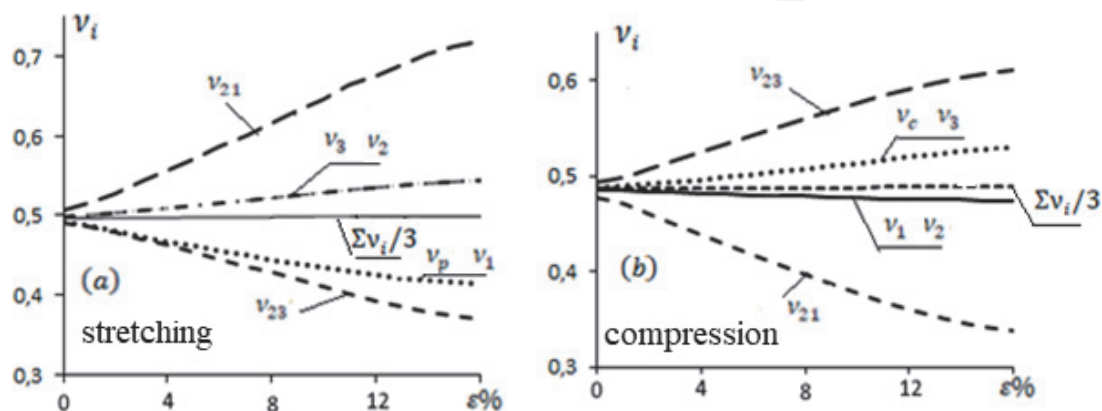 ν_i
0,7
ν_21
0,6
ν_3 ν_2
0,5
Σν_i/3
ν_p ν_1
0,4
(a)
ν_23
stretching
0,3
0 4 8 12 ε%
ν_i
0,6
ν_23
ν_c ν_3
0,5
Σν_i/3
ν_1 ν_2
0,4
(b)
ν_21
compression
0,3
0 4 8 12 ε%